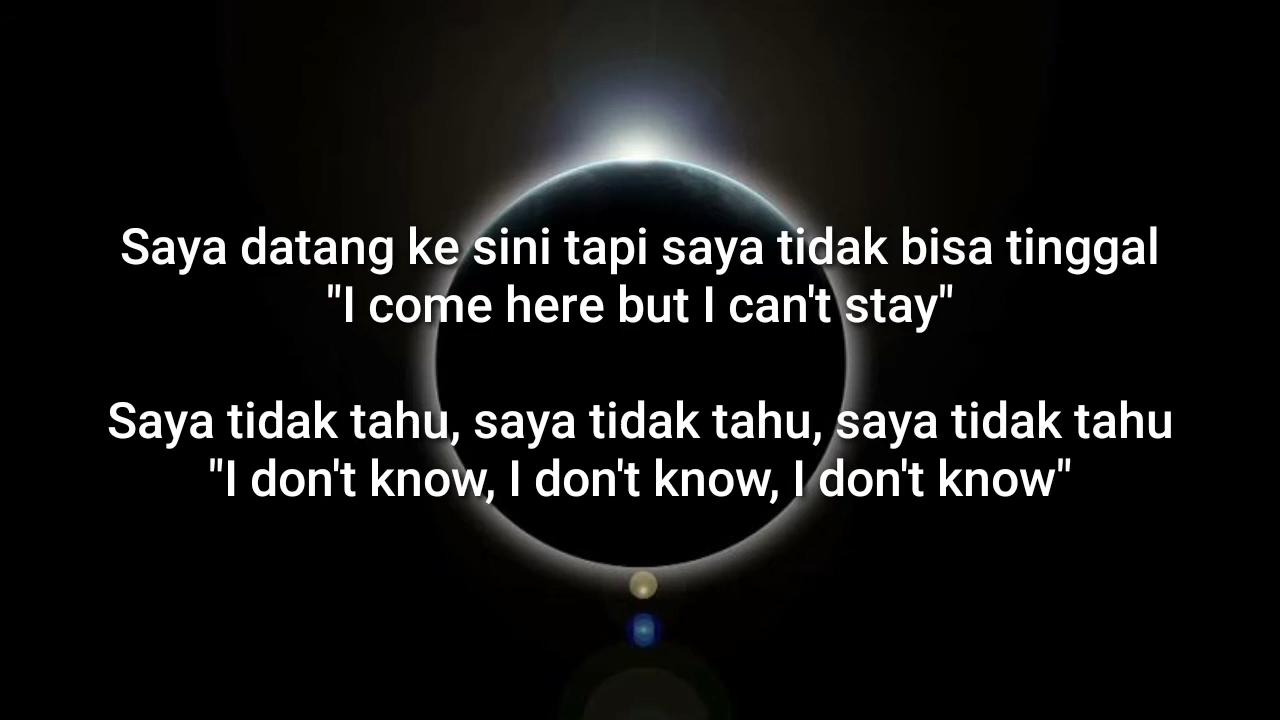 Saya datang ke sini tapi saya tidak bisa tinggal
"I come here but I can't stay"
Saya tidak tahu, saya tidak tahu, saya tidak tahu
"I don't know, I don't know, I don't know"